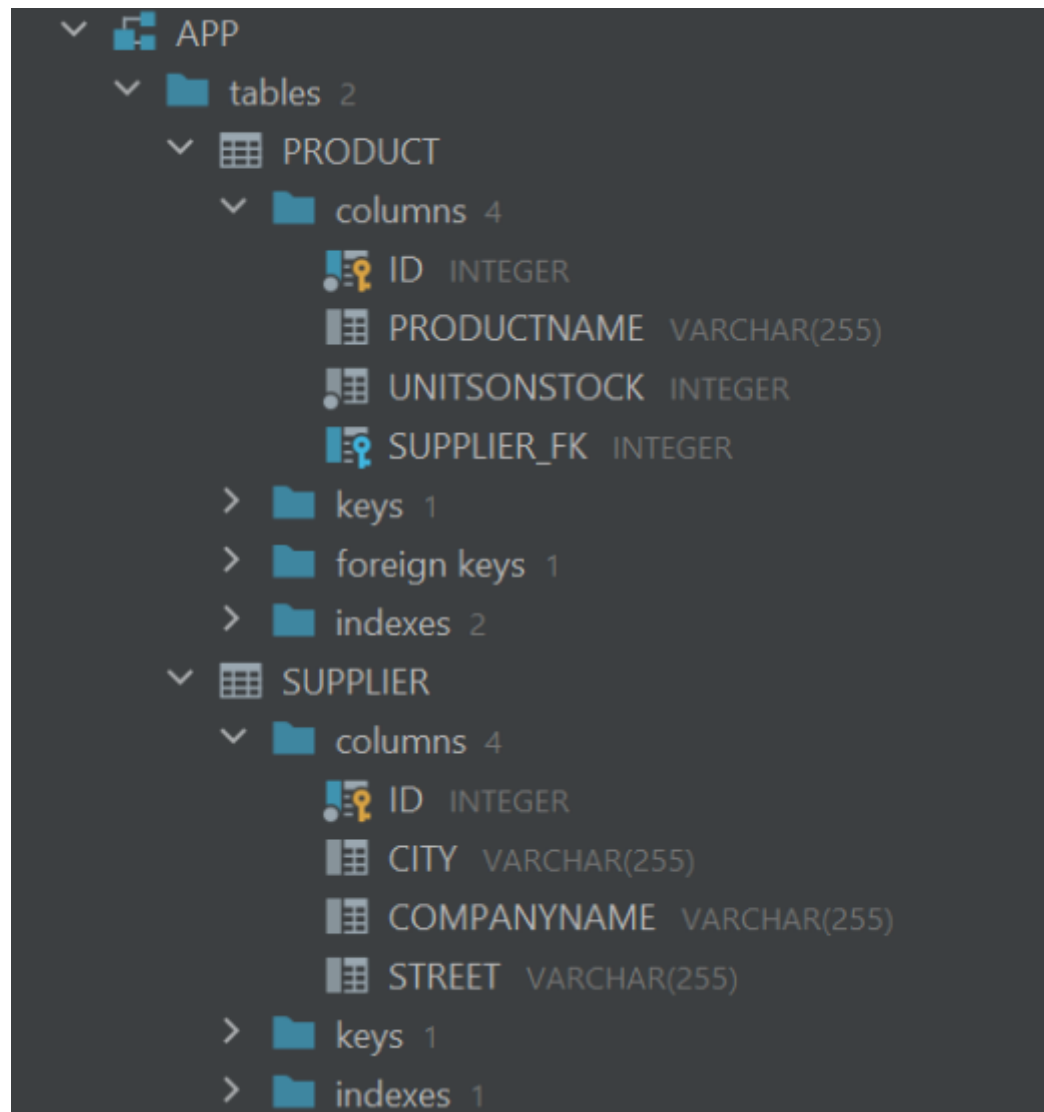 APP
tables 2
PRODUCT
columns 4
ID INTEGER
PRODUCTNAME VARCHAR(255)
UNITSONSTOCK INTEGER
SUPPLIER_FK INTEGER
keys 1
foreign keys 1
indexes 2
SUPPLIER
columns 4
ID INTEGER
CITY VARCHAR(255)
COMPANYNAME VARCHAR(255)
STREET VARCHAR(255)
keys 1
indexes 1